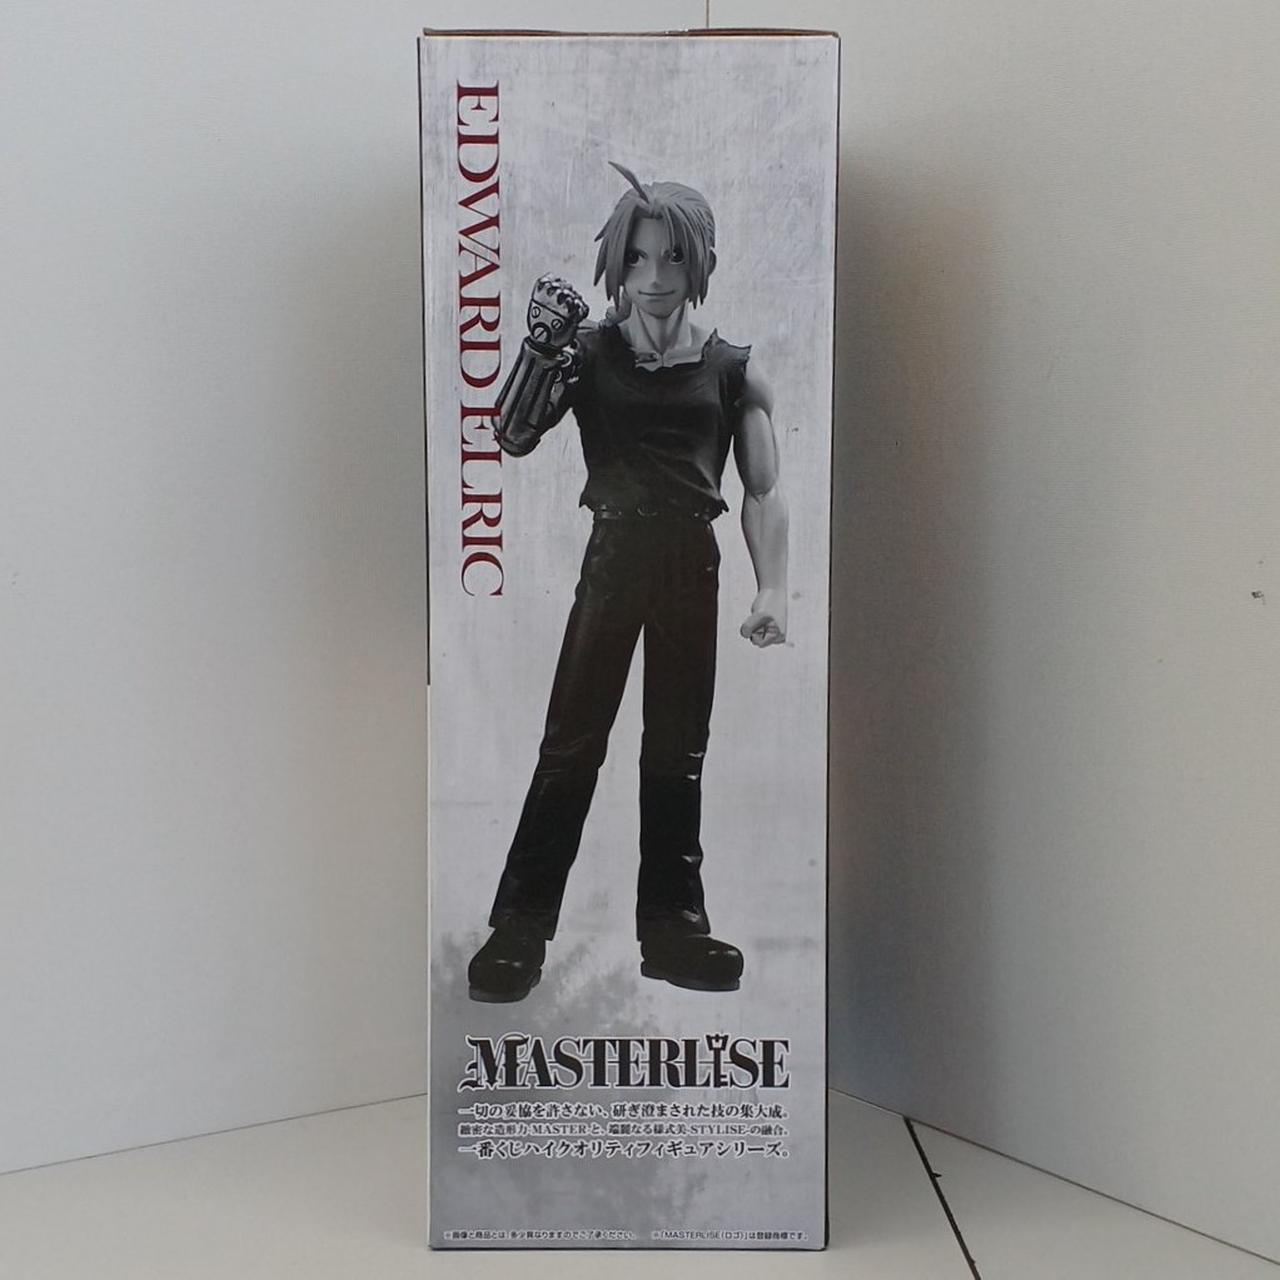 EDWARD ELRIC
MASTERLISE
一切の妥協を許さない、研ぎ澄まされた技の集大成。
緻密な造形力-MASTER-と、瑞麗なる様式美-STYLISE-の融合。
一番くじハイクオリティフィギュアシリーズ。
※画像と商品とは、多少異なりますのでご了承ください。 ※「MASTERLISE(ロゴ)」は登録商標です。